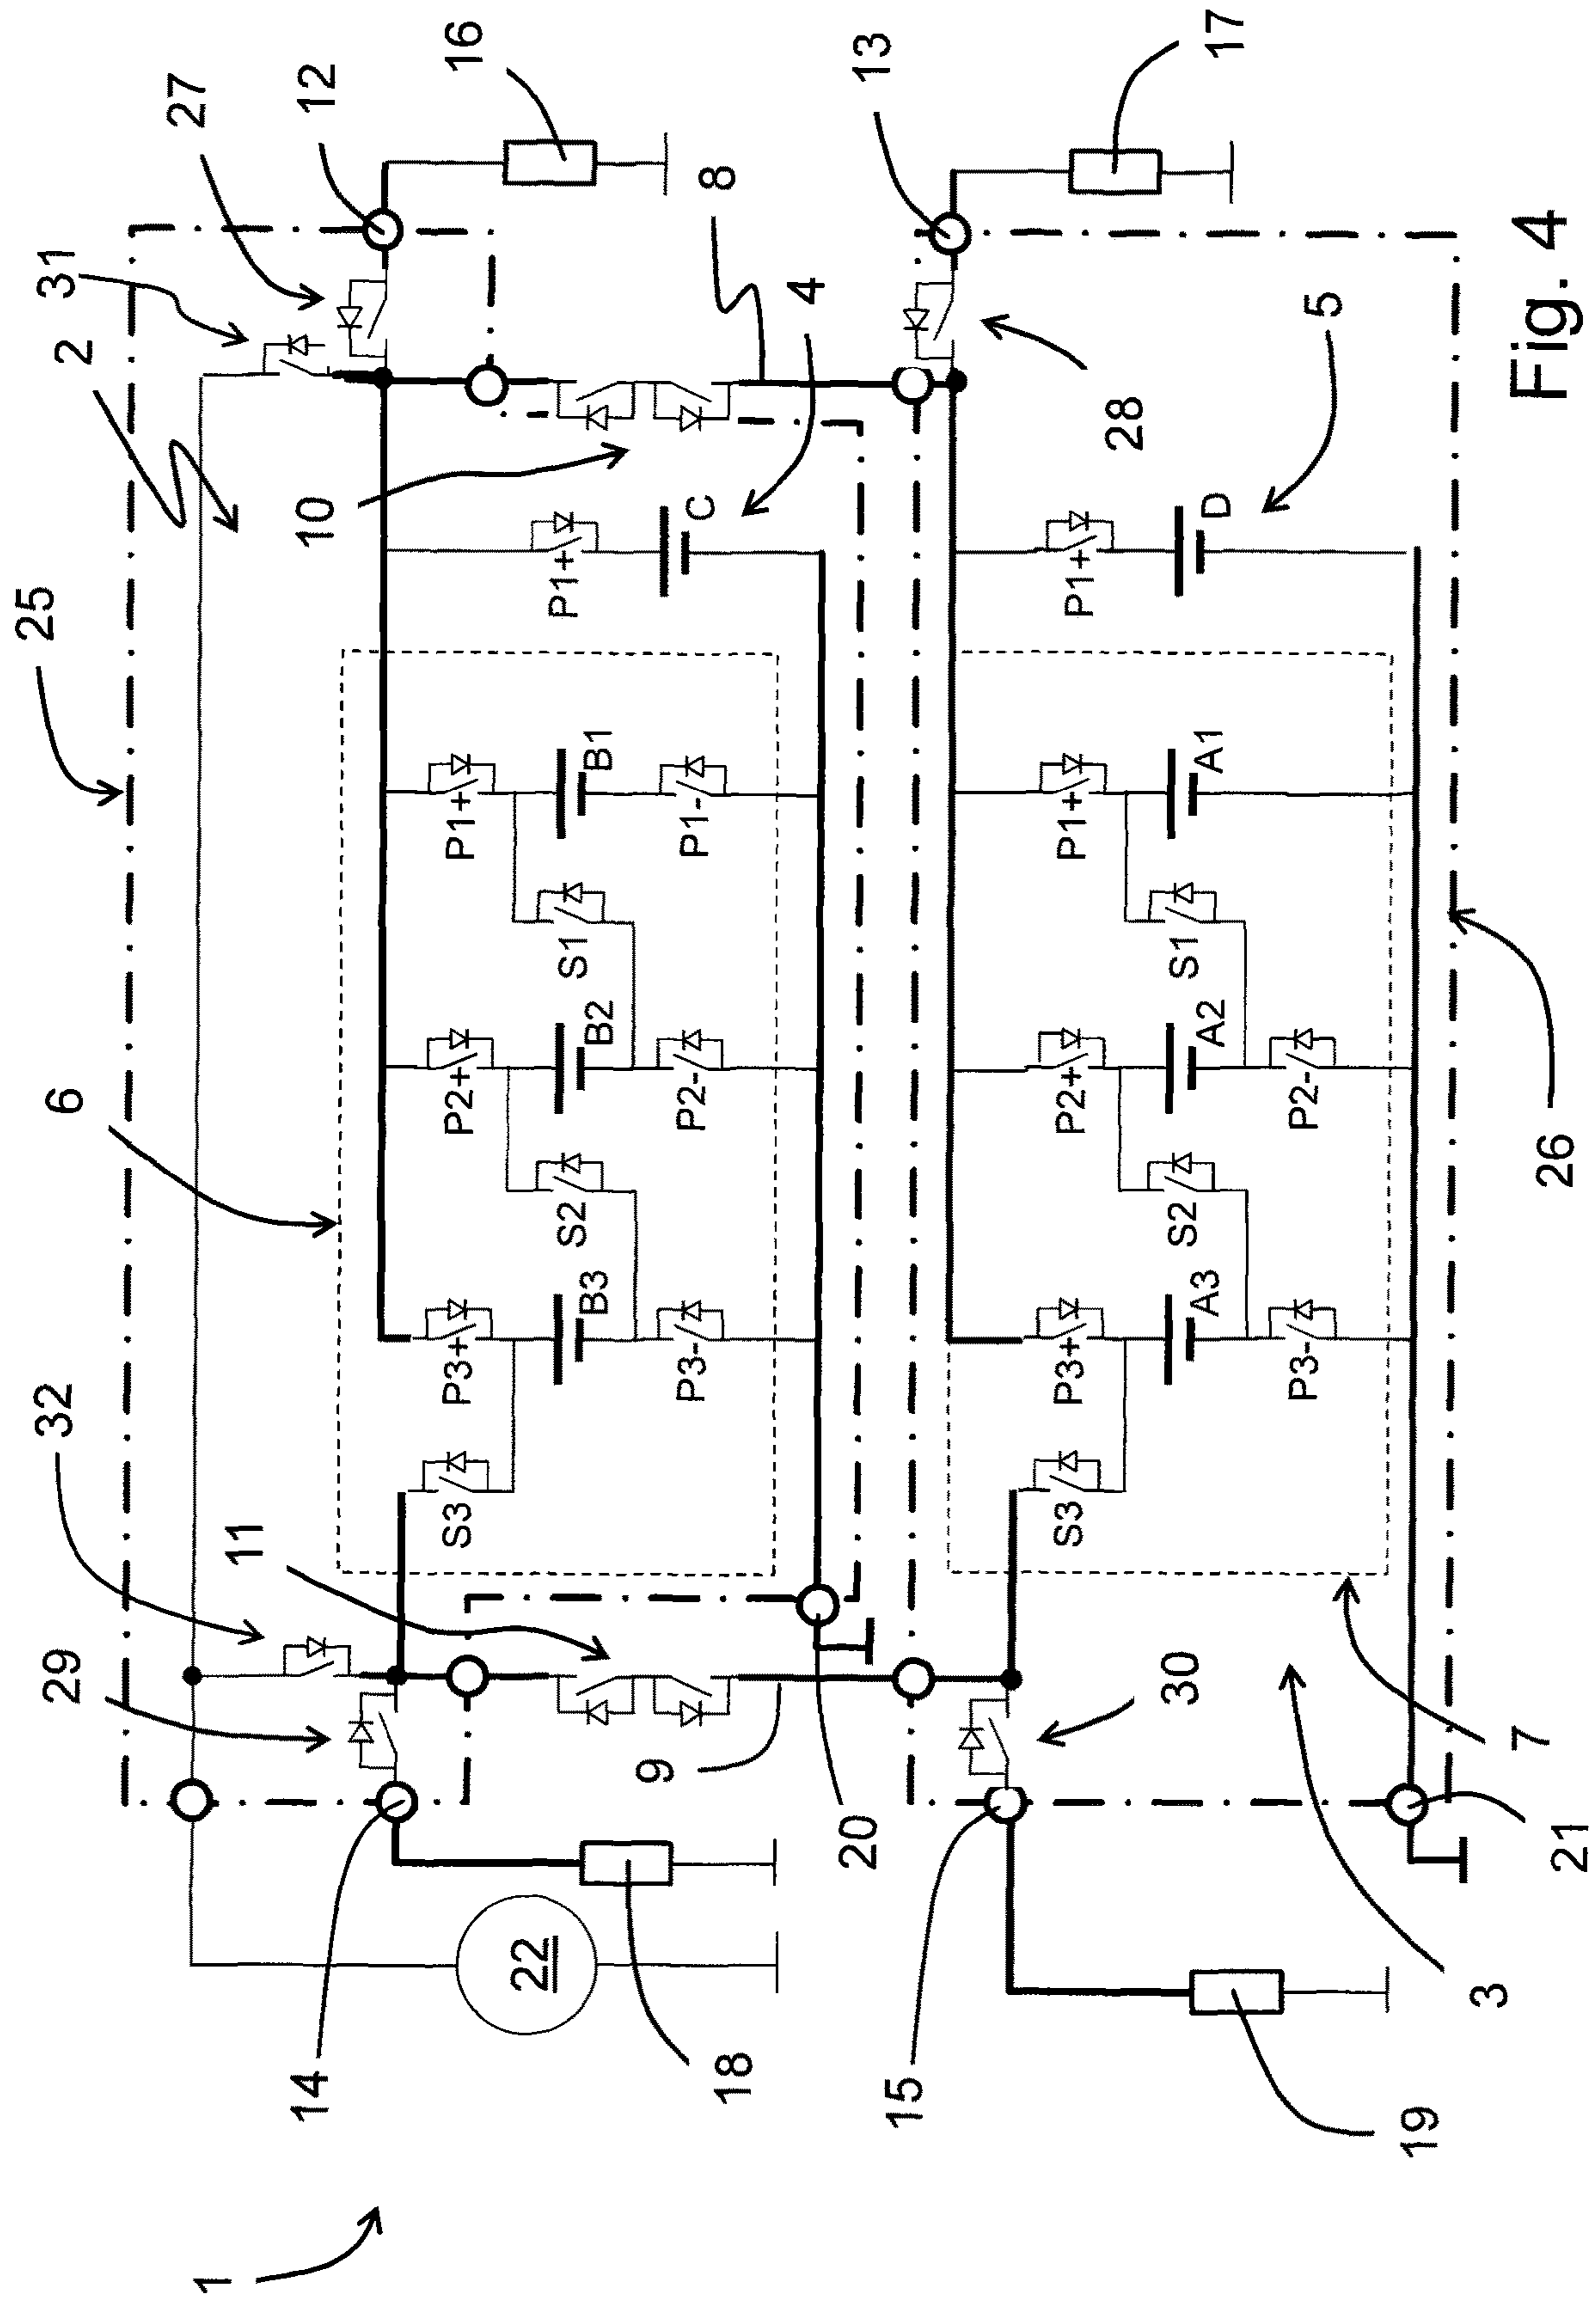 29 32 6 25 2 31
1 11 27
14 10 12
S3 P3+ P2+ P1+ 16
22 S2 S1 P1+
B3 B2 B1
9 P3- P2- P1- C 8
18 4
20 13
15
S3 P3+ P2+ P1+ P1+
28
30 S2 S1
A3 A2 A1 D 17
P3- P2-
5
19
3 7 26
21
Fig. 4